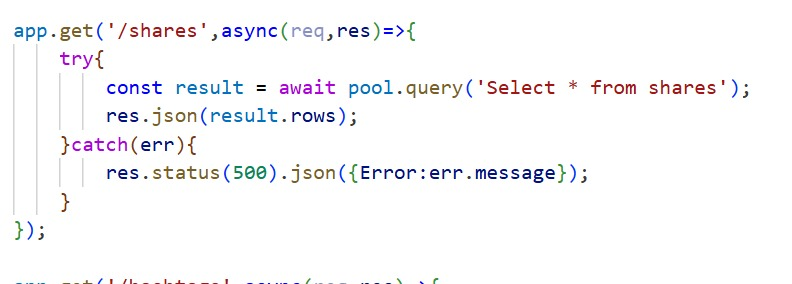 app.get('/shares',async(req,res)=>{
try{
const result = await pool.query('Select * from shares');
res.json(result.rows);
}catch(err){
res.status(500).json({Error:err.message});
}
});